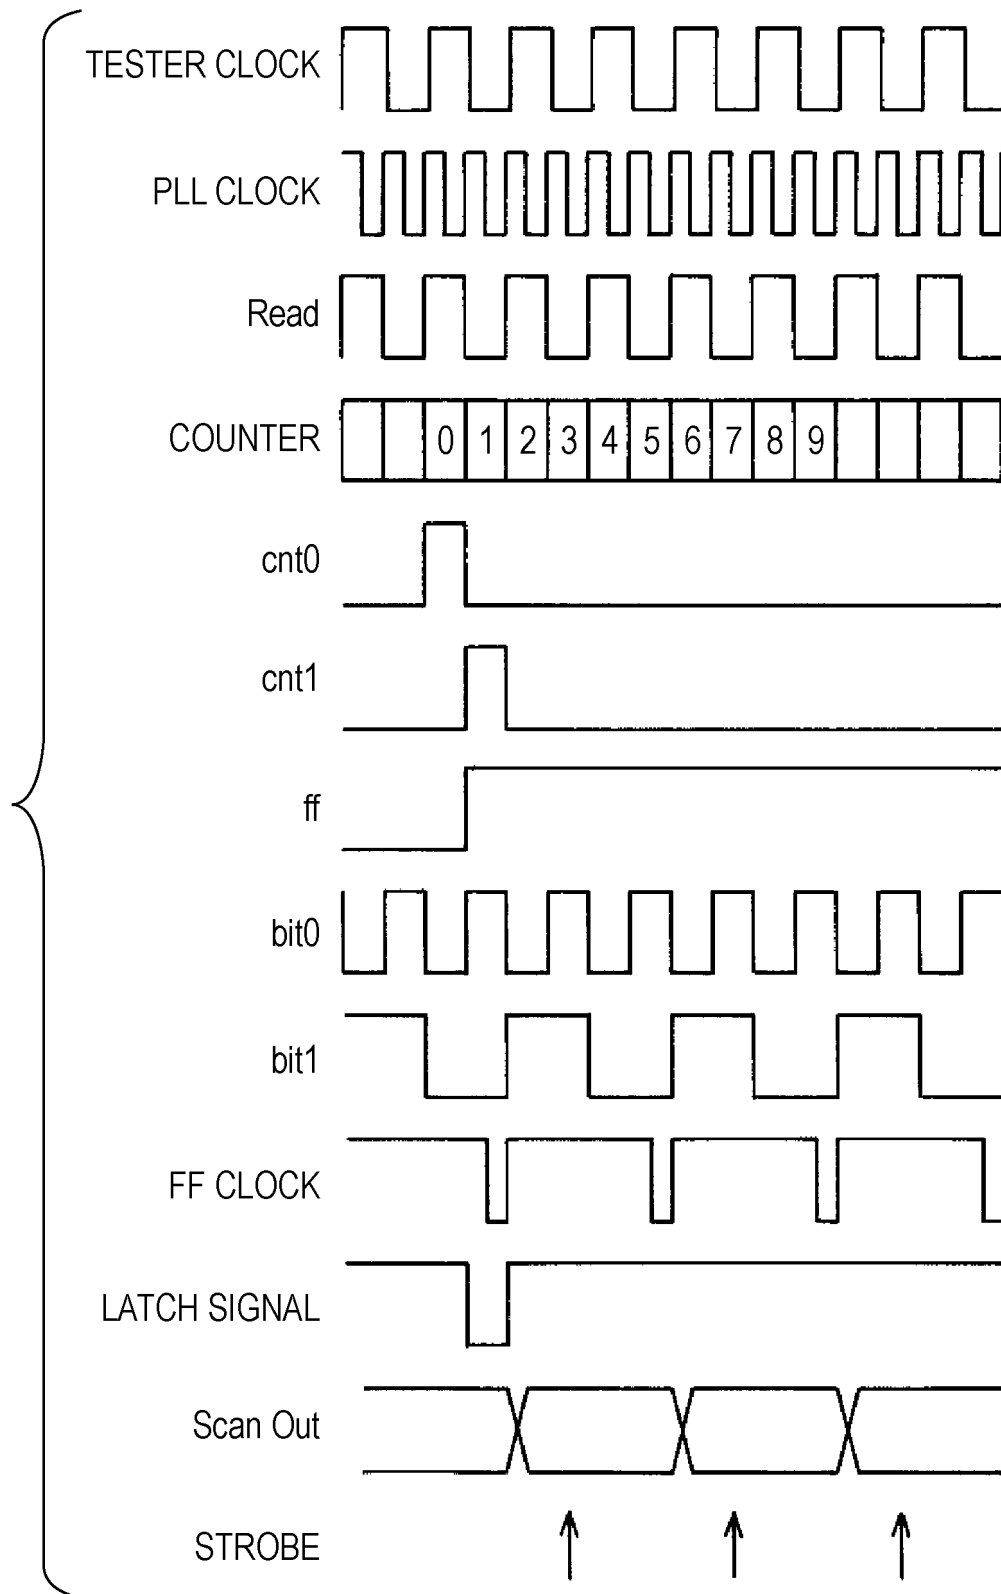 TESTER CLOCK
PLL CLOCK
Read
COUNTER 0 1 2 3 4 5 6 7 8 9
cnt0
cnt1
ff
bit0
bit1
FF CLOCK
LATCH SIGNAL
Scan Out
STROBE